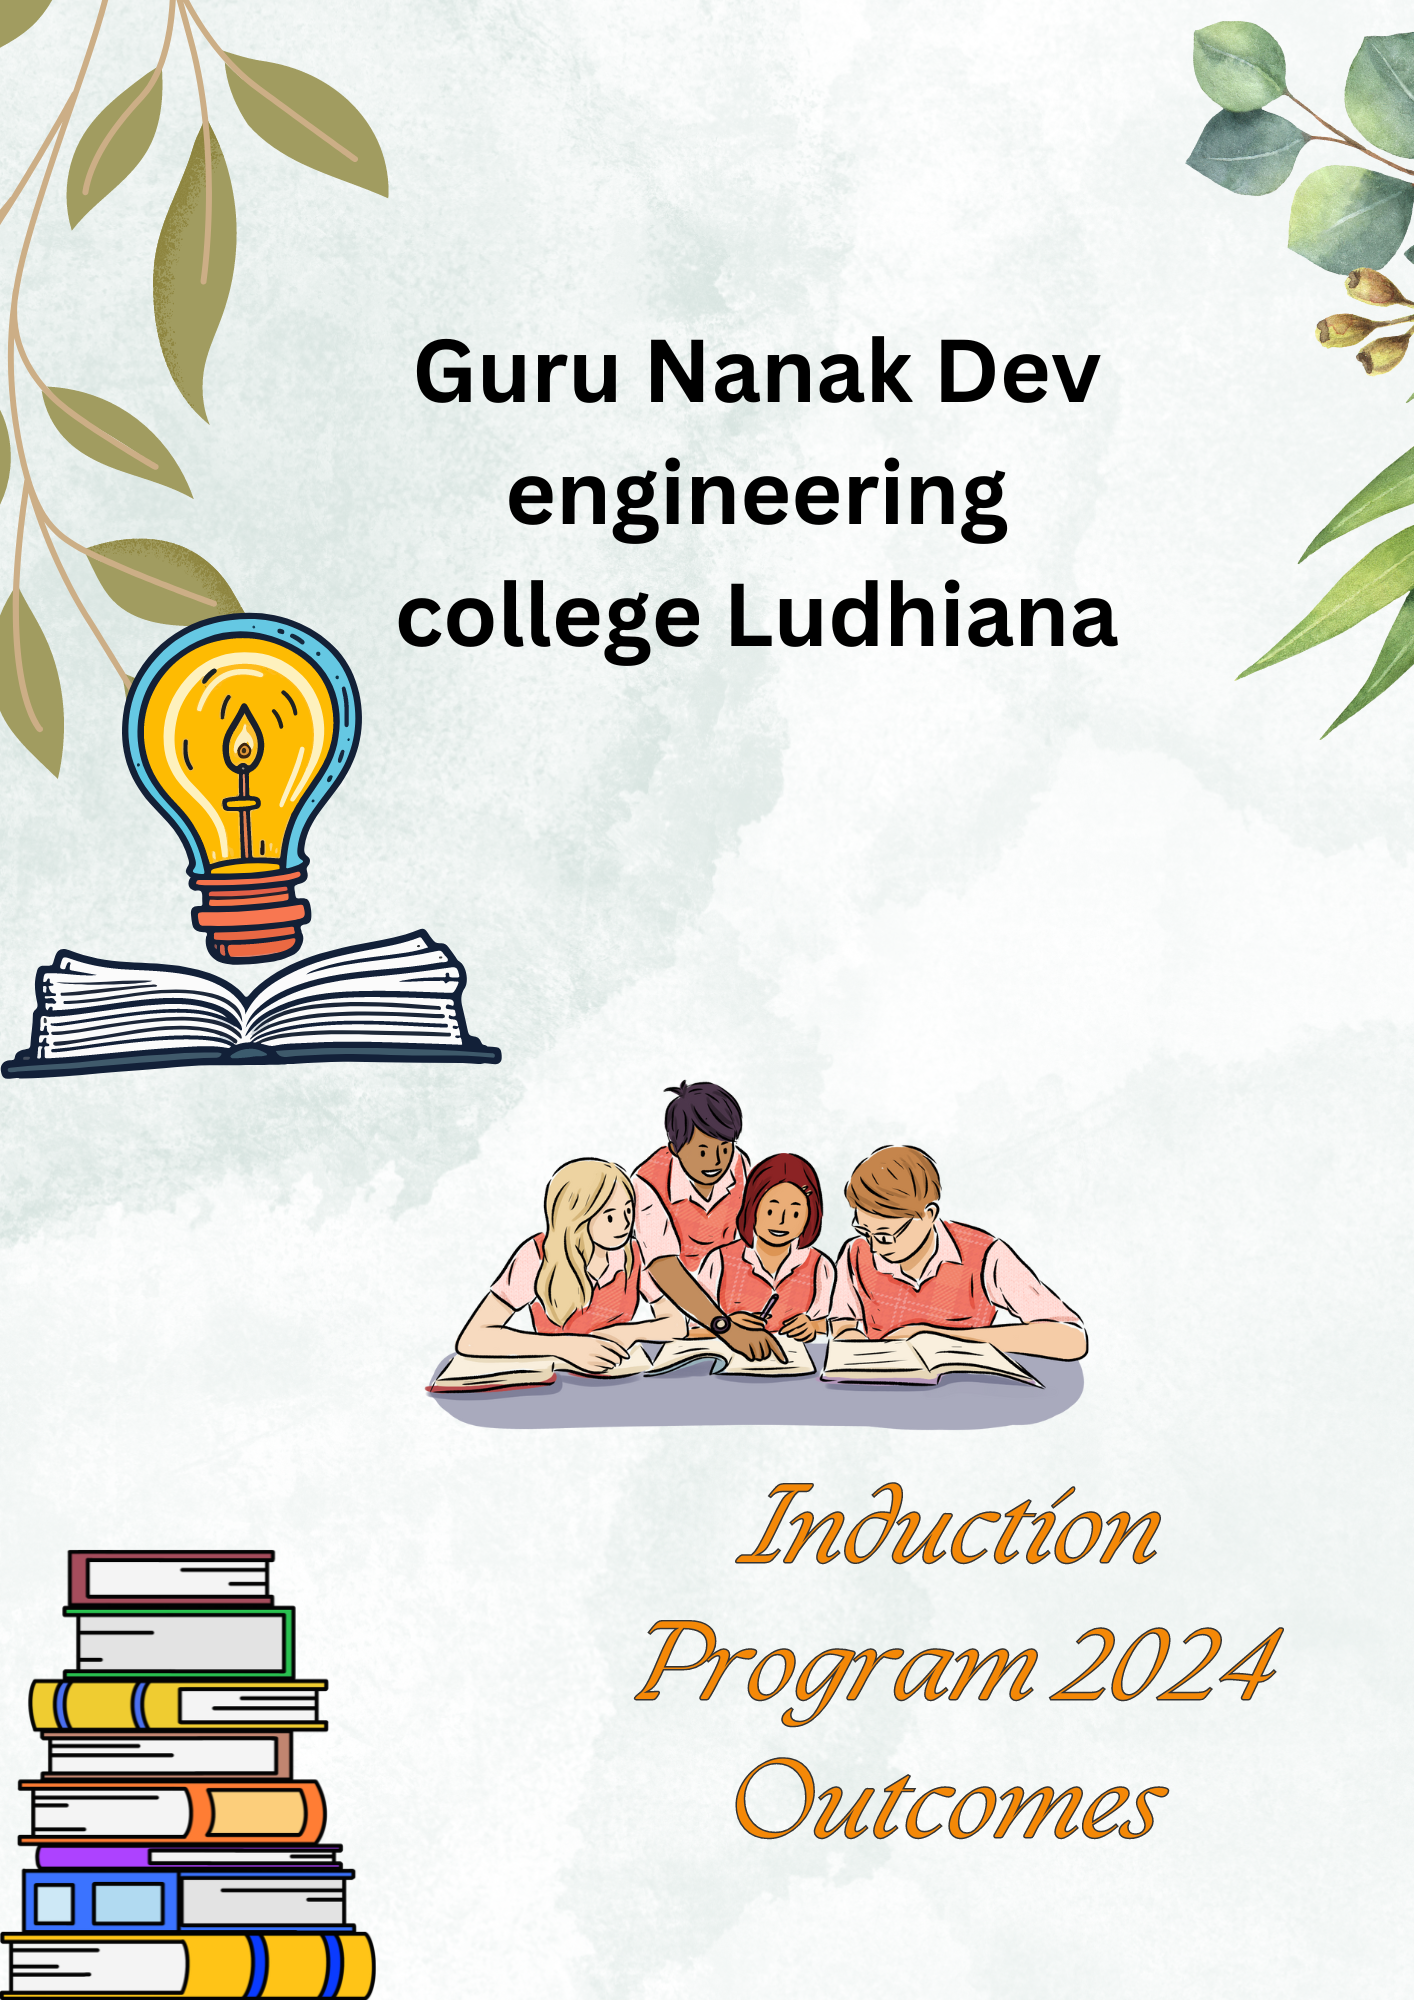 Guru Nanak Dev
engineering
college Ludhiana
Induction
Program 2024
Outcomes